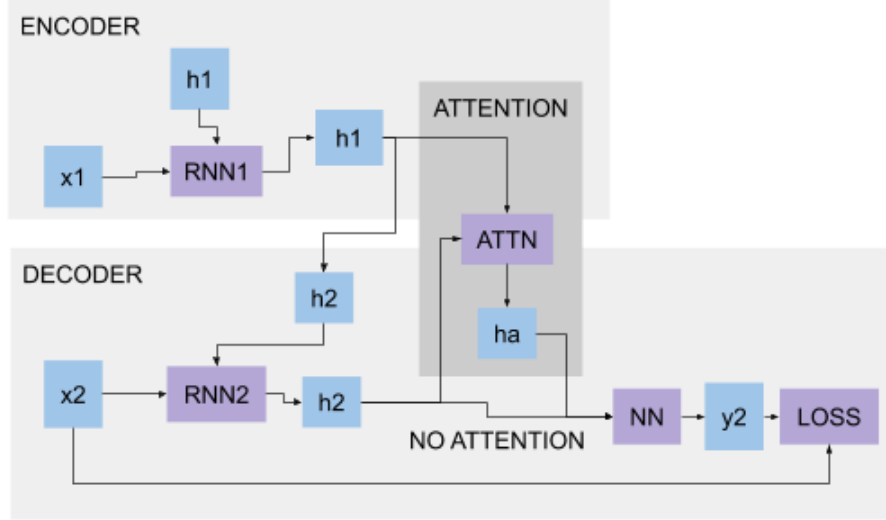 ENCODER
h1
ATTENTION
h1
x1
RNN1
ATTN
DECODER
h2
ha
x2
RNN2
h2
NN
y2
LOSS
NO ATTENTION